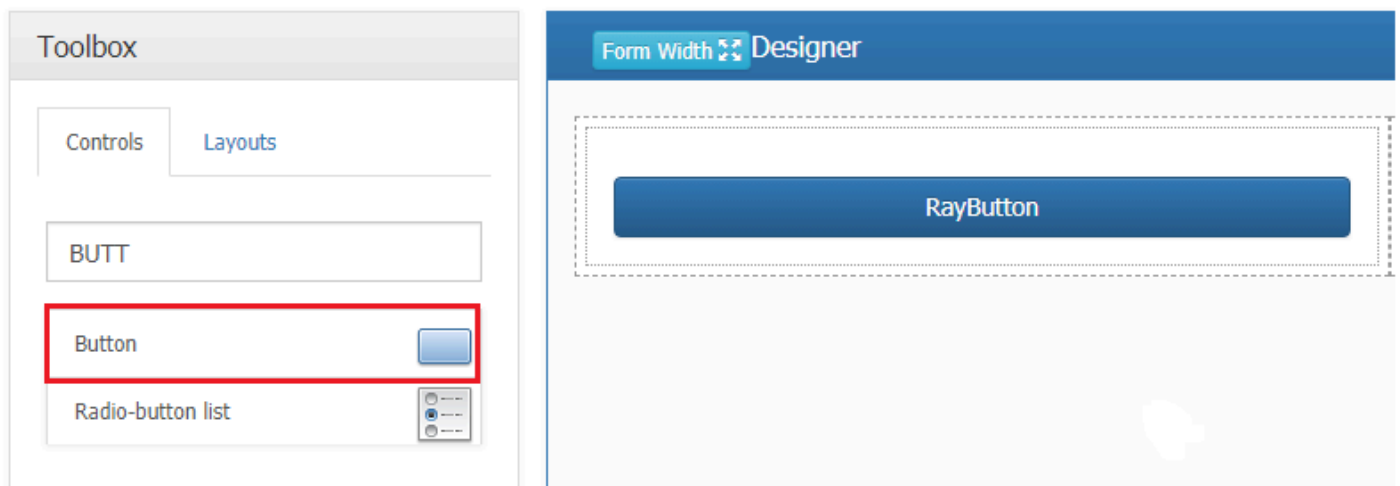 Toolbox
Controls
Layouts
BUTT
Button
Radio-button list
Form Width
Designer
RayButton